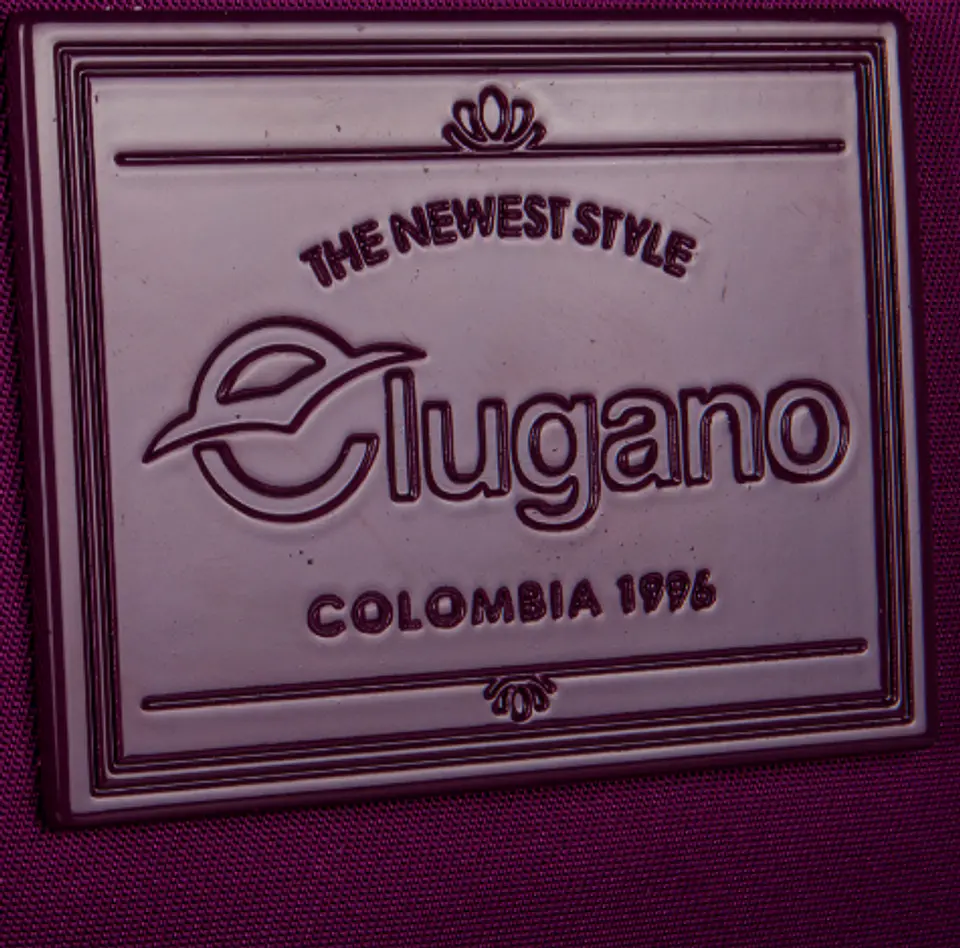 THE NEWEST STYLE
elugano
COLOMBIA 1996